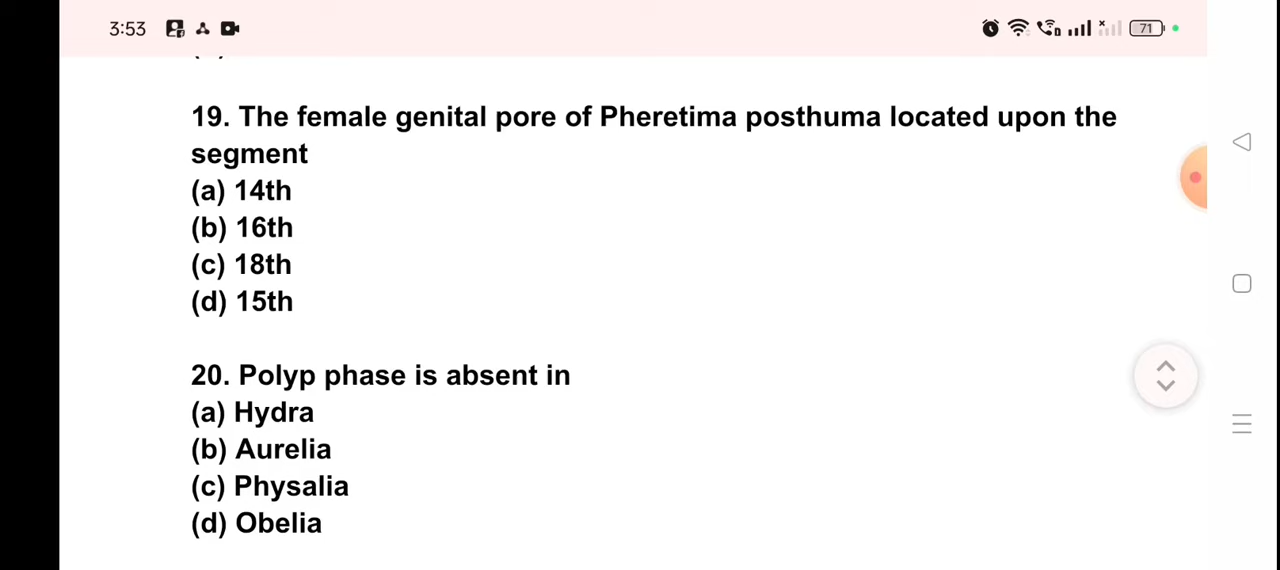 3:53
71
19. The female genital pore of Pheretima posthuma located upon the
segment
(a) 14th
(b) 16th
(c) 18th
(d) 15th
20. Polyp phase is absent in
(a) Hydra
(b) Aurelia
(c) Physalia
(d) Obelia